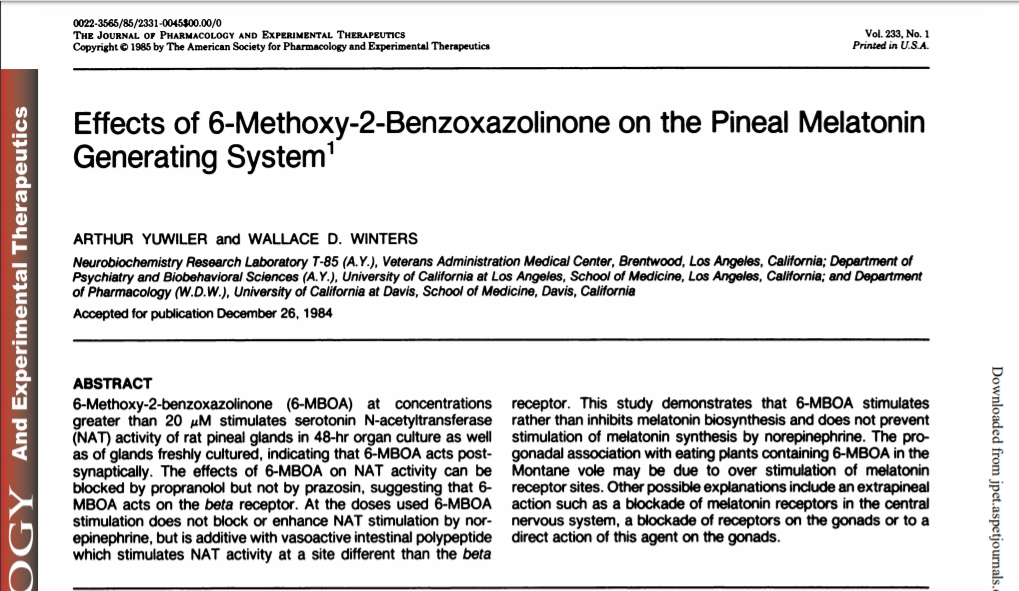 0022-3565/85/2331-0045$00.00/0
THE JOURNAL OF PHARMACOLOGY AND EXPERIMENTAL THERAPEUTICS
Copyright © 1985 by The American Society for Pharmacology and Experimental Therapeutics
Vol. 233, No. 1
Printed in U.S.A.
And Experimental Therapeutics
OGY
Effects of 6-Methoxy-2-Benzoxazolinone on the Pineal Melatonin
Generating System¹
ARTHUR YUWILER and WALLACE D. WINTERS
Neurobiochemistry Research Laboratory T-85 (A.Y.), Veterans Administration Medical Center, Brentwood, Los Angeles, California; Department of
Psychiatry and Biobehavioral Sciences (A.Y.), University of California at Los Angeles, School of Medicine, Los Angeles, California; and Department
of Pharmacology (W.D.W.), University of California at Davis, School of Medicine, Davis, California
Accepted for publication December 26, 1984
ABSTRACT
6-Methoxy-2-benzoxazolinone (6-MBOA) at concentrations
greater than 20 μM stimulates serotonin N-acetyltransferase
(NAT) activity of rat pineal glands in 48-hr organ culture as well
as of glands freshly cultured, indicating that 6-MBOA acts post-
synaptically. The effects of 6-MBOA on NAT activity can be
blocked by propranolol but not by prazosin, suggesting that 6-
MBOA acts on the beta receptor. At the doses used 6-MBOA
stimulation does not block or enhance NAT stimulation by nor-
epinephrine, but is additive with vasoactive intestinal polypeptide
which stimulates NAT activity at a site different than the beta
receptor. This study demonstrates that 6-MBOA stimulates
rather than inhibits melatonin biosynthesis and does not prevent
stimulation of melatonin synthesis by norepinephrine. The pro-
gonadal association with eating plants containing 6-MBOA in the
Montane vole may be due to over stimulation of melatonin
receptor sites. Other possible explanations include an extrapineal
action such as a blockade of melatonin receptors in the central
nervous system, a blockade of receptors on the gonads or to a
direct action of this agent on the gonads.
Downloaded from jpet.aspetjournals.